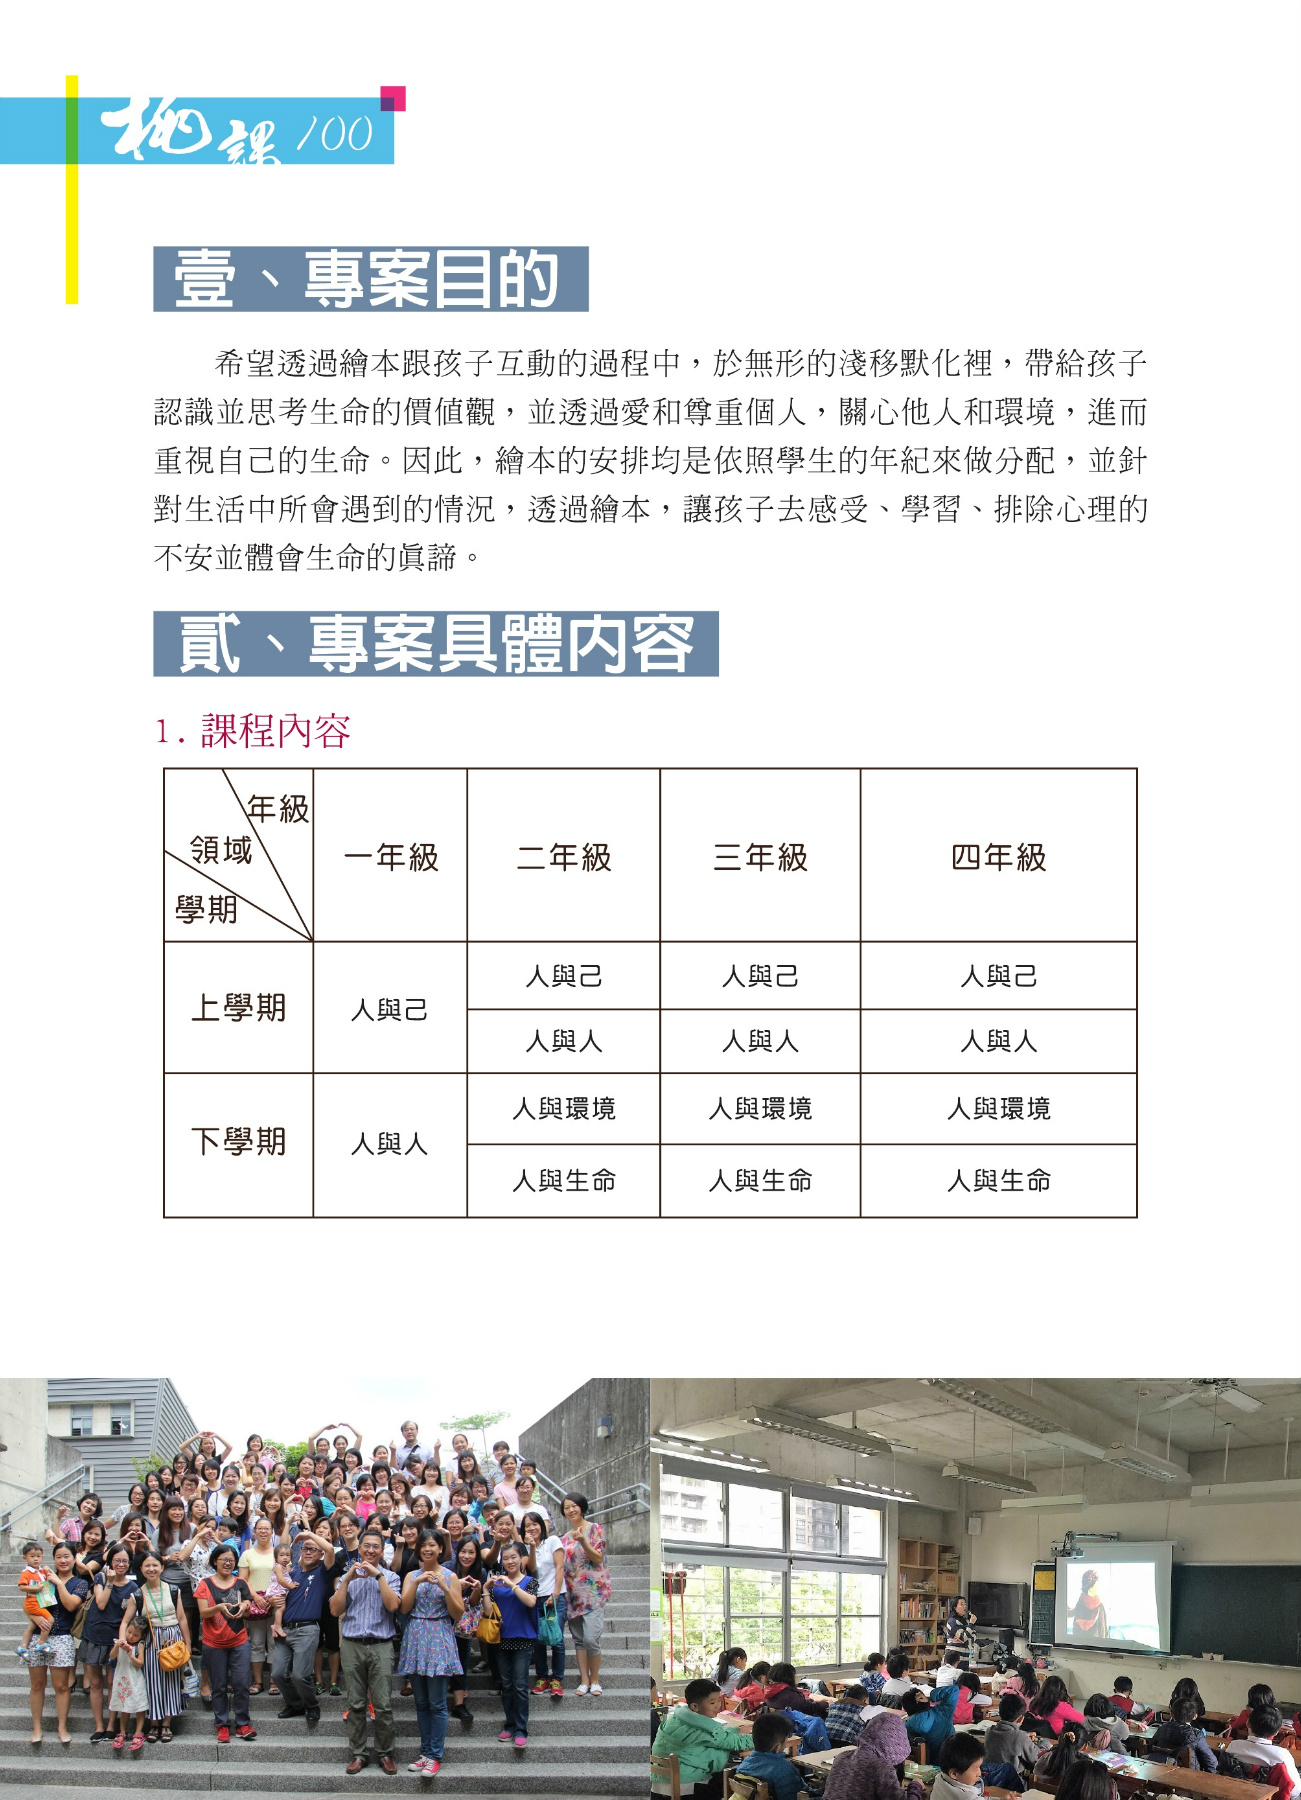 桃課100
壹、專案目的
希望透過繪本跟孩子互動的過程中，於無形的淺移默化裡，帶給孩子
認識並思考生命的價值觀，並透過愛和尊重個人，關心他人和環境，進而
重視自己的生命。因此，繪本的安排均是依照學生的年紀來做分配，並針
對生活中所會遇到的情況，透過繪本，讓孩子去感受、學習、排除心理的
不安並體會生命的眞諦。
貳、專案具體內容
1. 課程內容
年級
領域
學期
一年級 二年級 三年級 四年級
上學期 人與己 人與己 人與己 人與己
人與人 人與人 人與人
下學期 人與人 人與環境 人與環境 人與環境
人與生命 人與生命 人與生命